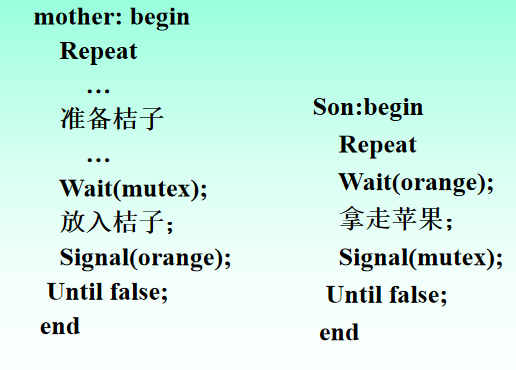 mother: begin
Repeat
…
准备桔子
…
Wait(mutex);
放入桔子；
Signal(orange);
Until false;
end
Son:begin
Repeat
Wait(orange);
拿走苹果；
Signal(mutex);
Until false;
end